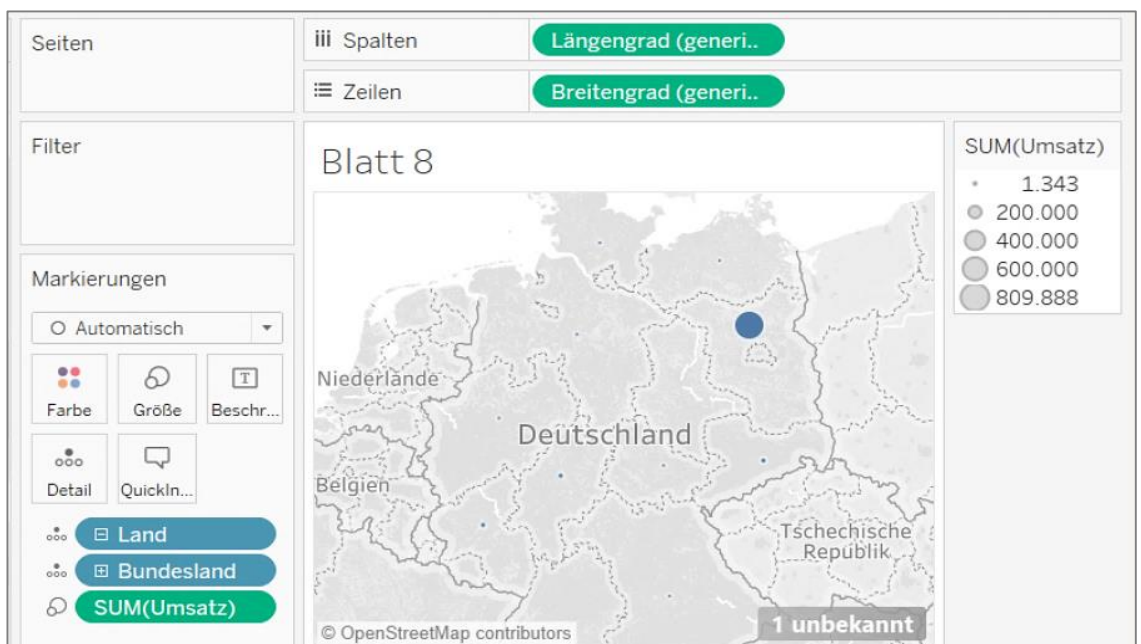 Seiten
Spalten
Längengrad (generi..
Zeilen
Breitengrad (generi..
Filter
Markierungen
Automatisch
Farbe
Größe
T
Beschr...
Detail
QuickIn...
Land
Bundesland
SUM(Umsatz)
Blatt 8
Niederlande
Deutschland
Belgien
Tschechische
Republik
1 unbekannt
© OpenStreetMap contributors
SUM(Umsatz)
1.343
200.000
400.000
600.000
809.888